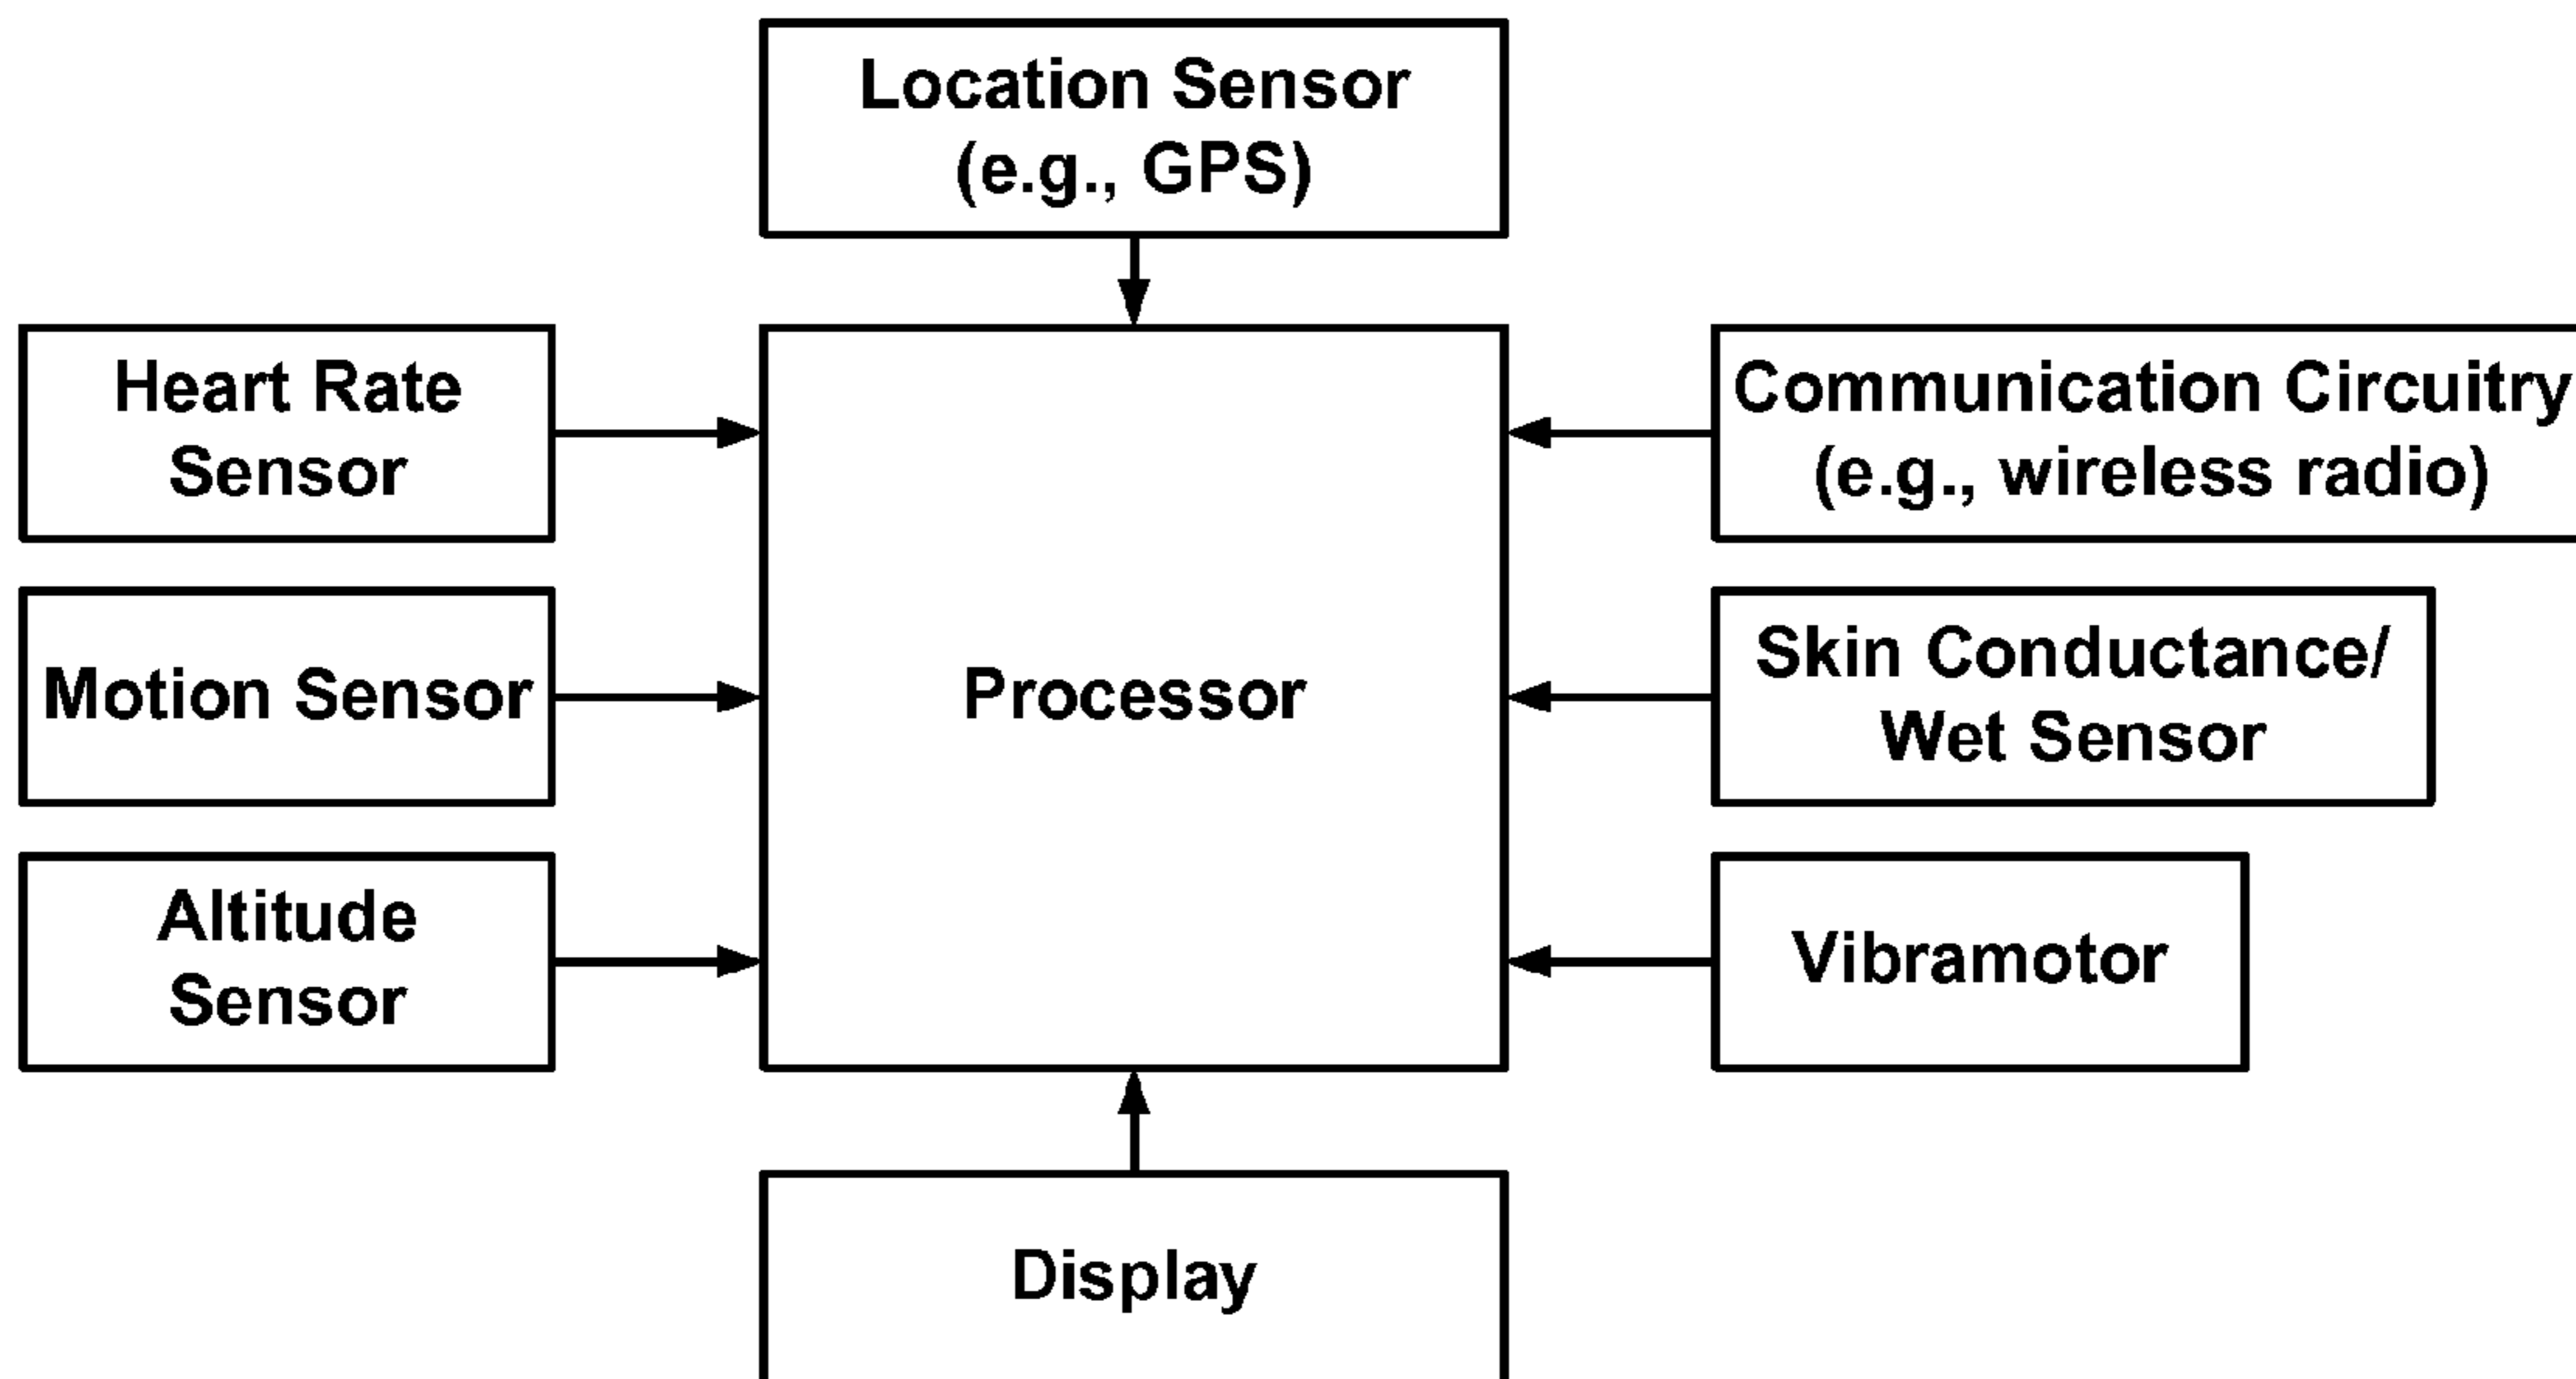 Location Sensor
(e.g., GPS)
Heart Rate
Sensor
Communication Circuitry
(e.g., wireless radio)
Motion Sensor
Processor
Skin Conductance/
Wet Sensor
Altitude
Sensor
Vibramotor
Display